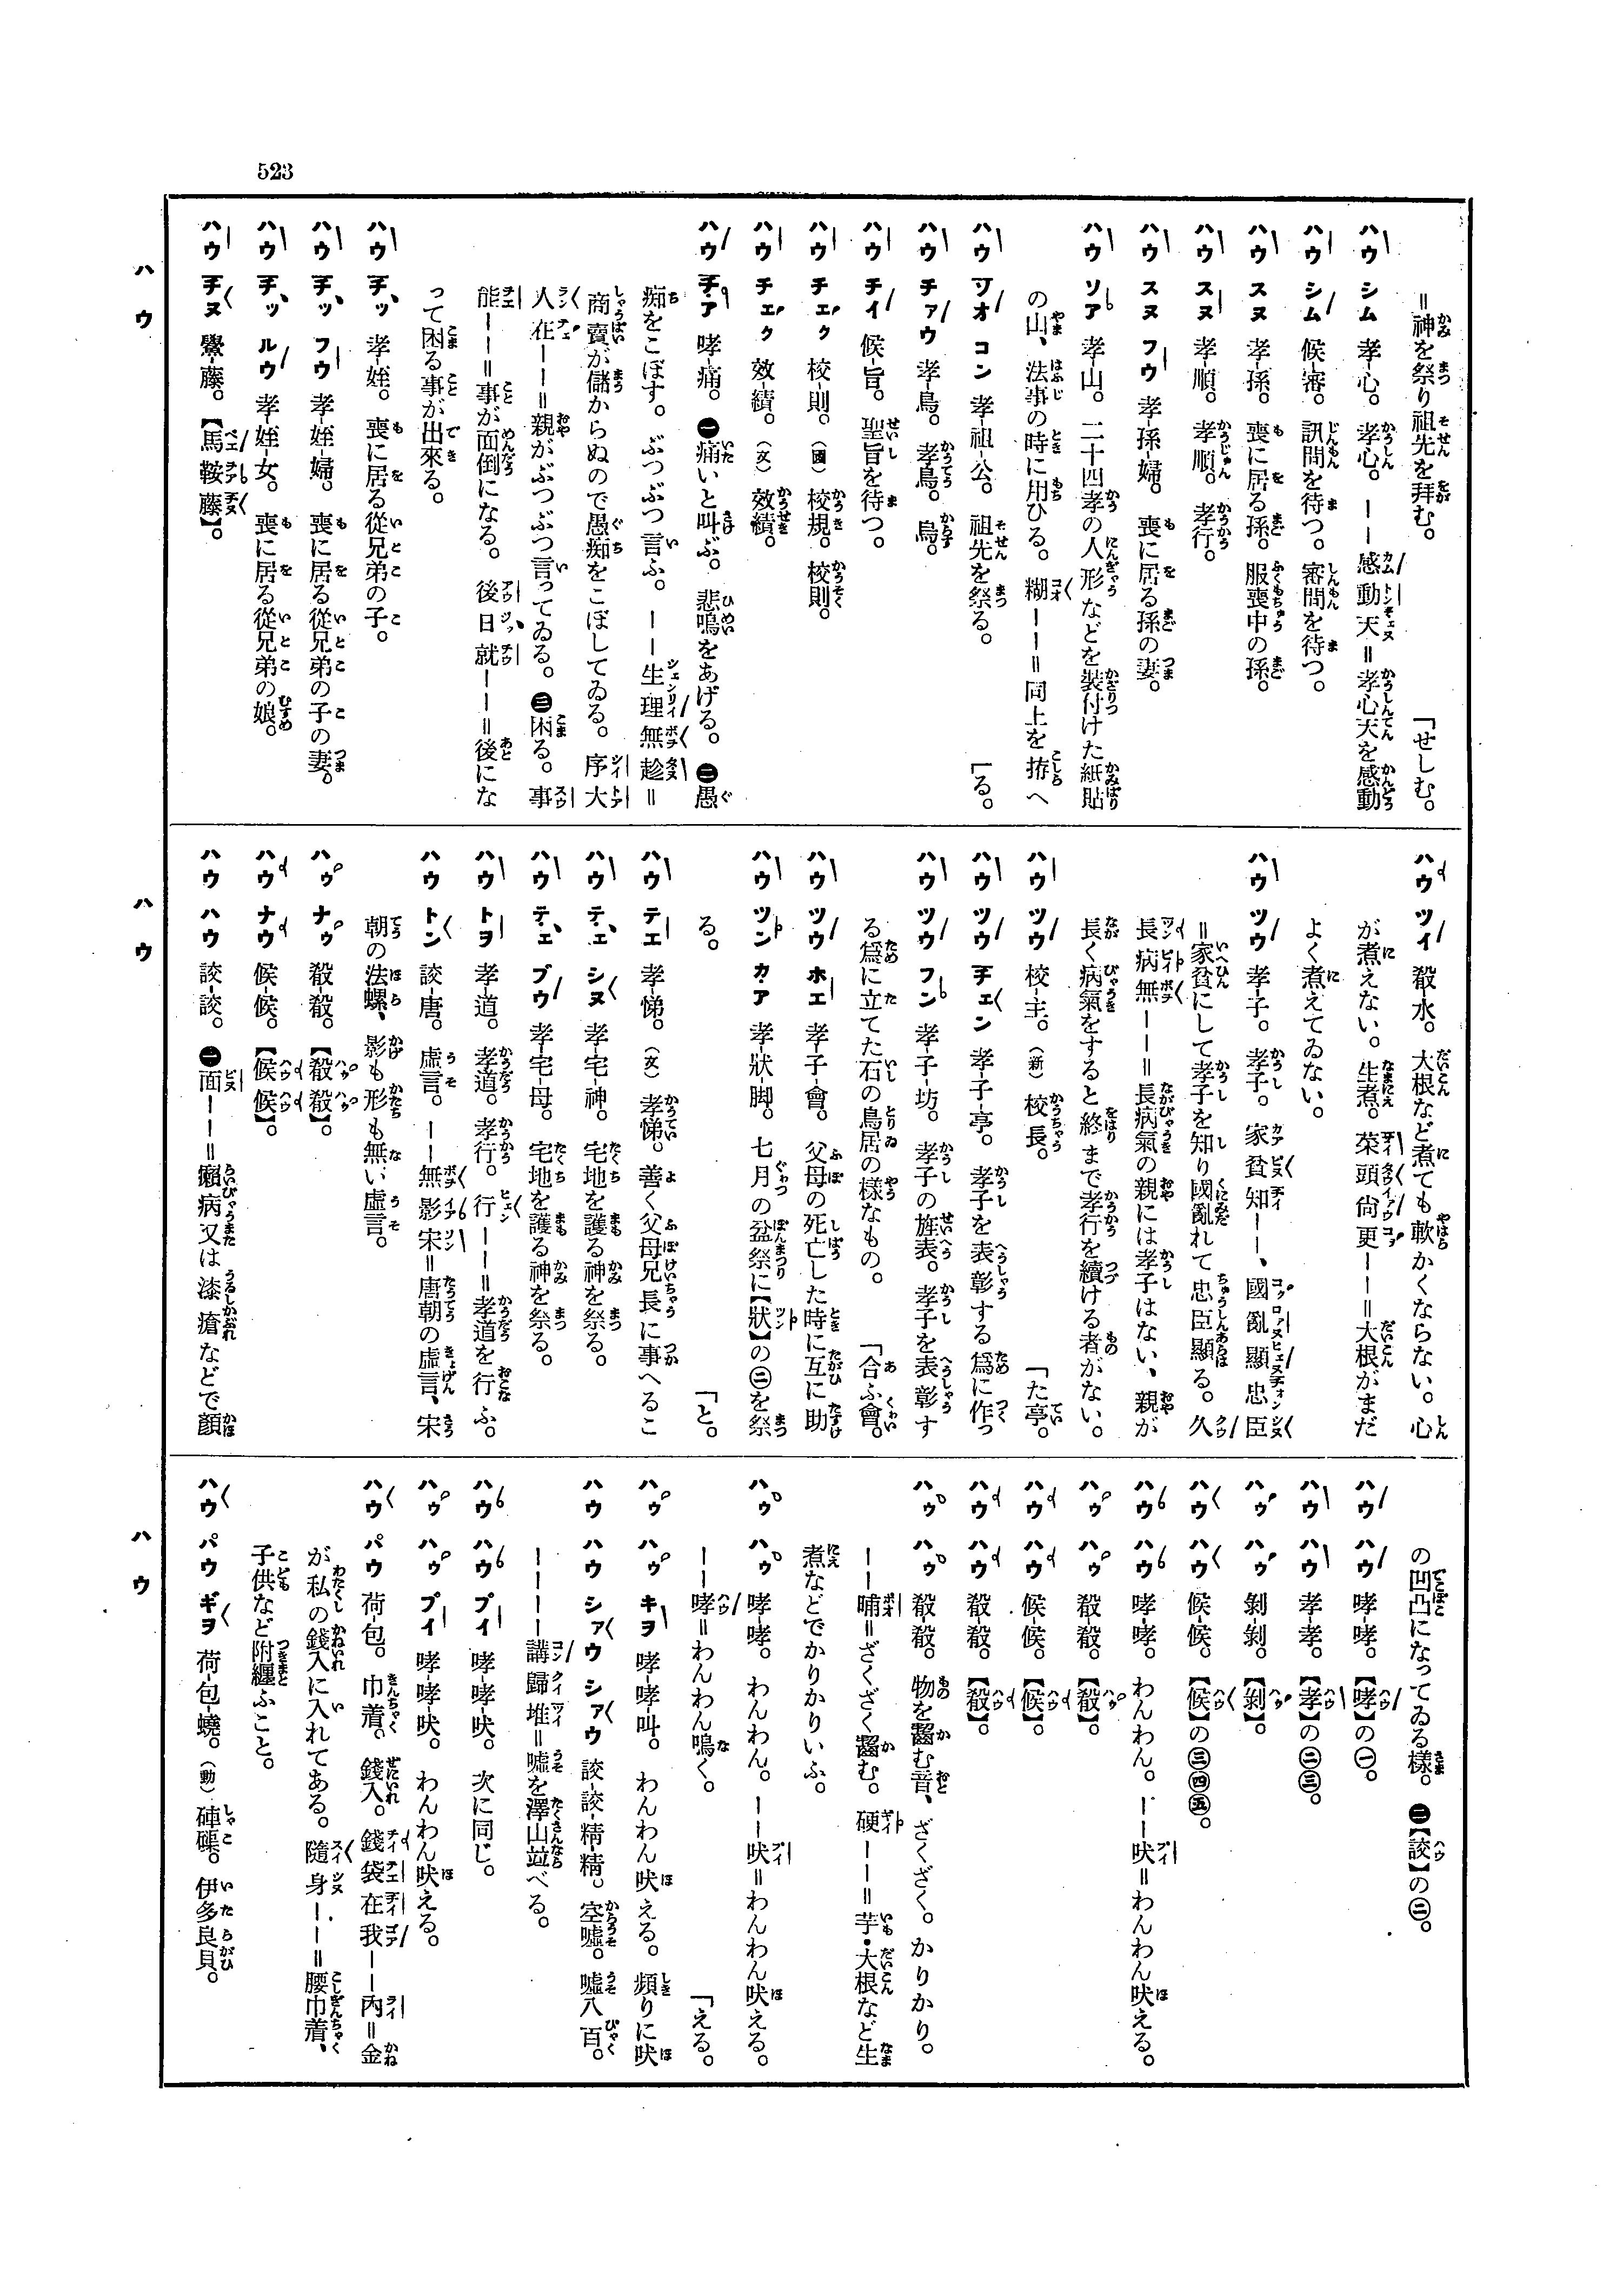 523
＝神を祭り祖先を拜む。　「せしむ。
ハウ シム 孝-心。孝心。――感動天＝孝心天を感動
ハウ シム 候-審。訊問を待つ。審問を待つ。
ハウ スヌ 孝-孫。喪に居る孫。服喪中の孫。
ハウ スヌ 孝-順。孝順。孝行。
ハウ スヌ フウ 孝-孫-婦。喪に居る孫の妻。
ハウ ソア 孝-山。二十四孝の人形などを裝付けた紙貼
の山、法事の時に用ひる。糊――＝同上を拵へ
ハウ ツオ コン 孝-祖-公。祖先を祭る。　「る。
ハウ チァウ 孝-鳥。孝鳥。烏。
ハウ チイ 候-旨。聖旨を待つ。
ハウ チェク 校-則。（國）校規。校則。
ハウ チェク 效-績。（文）效績。
ハウ チア 哮-痛。㊀痛いと叫ぶ。悲鳴をあげる。㊁愚
痴をこぼす。ぶつぶつ言ふ。――生理無趁＝
商賣が儲からぬので愚痴をこぼしてゐる。序大
人在――＝親がぶつぶつ言ってゐる。㊂困る。事
能――＝事が面倒になる。後日就――＝後にな
って困る事が出來る。
ハウ チッ 孝-姪。喪に居る從兄弟の子。
ハウ チッ フウ 孝-姪-婦。喪に居る從兄弟の子の妻。
ハウ チッ ルウ 孝-姪-女。喪に居る從兄弟の娘。
ハウ チヌ 鱟-藤。【馬鞍藤】。
ハウ ツイ 殽-水。大根など煮ても軟かくならない。心
が煮えない。生煮。菜頭尙更――＝大根がまだ
よく煮えてゐない。
ハウ ツウ 孝-子。孝子。家貧知――、國亂顯忠臣
＝家貧にして孝子を知り國亂れて忠臣顯る。久
長病無――＝長病氣の親には孝子はない、親が
長く病氣をすると終まで孝行を續ける者がない。
ハウ ツウ 校-主。（新）校長。　「た亭。
ハウ ツウ チェン 孝-子-亭。孝子を表彰する爲に作っ
ハウ ツウ フン 孝-子-坊。孝子の旌表。孝子を表彰す
る爲に立てた石の鳥居の樣なもの。　「合ふ會。
ハウ ツウ ホエ 孝-子-會。父母の死亡した時に互に助
ハウ ツン カア 孝-狀-脚。七月の盆祭に【狀】の㊁を祭
る。　「と。
ハウ テエ 孝-悌。（文）孝悌。善く父母兄長に事へるこ
ハウ テェ シヌ 孝-宅-神。宅地を護る神を祭る。
ハウ テェ ブウ 孝-宅-母。宅地を護る神を祭る。
ハウ トヲ 孝-道。孝道。孝行。行――＝孝道を行ふ。
ハウ トン 詨-唐。虛言。――無影宋＝唐朝の虛言、宋
朝の法螺、影も形も無い虛言。
ハゥ ナゥ 殽-殽。【殽殽】。
ハウ ナウ 候-候。【候候】。
ハウ ハウ 詨-詨。㊀面――＝癩病又は漆瘡などで顏
の凹凸になってゐる樣。㊁【詨】の㊁。
ハウ ハウ 哮-哮。【哮】の㊀。
ハウ ハウ 孝-孝。【孝】の㊁㊂。
ハゥ ハゥ 剝-剝。【剝】。
ハウ ハウ 候-候。【候】の㊂㊃㊄。
ハウ ハウ 哮-哮。わんわん。――吠＝わんわん吠える。
ハゥ ハゥ 殽-殽。【殽】。
ハウ ハウ 候-候。【候】。
ハウ ハウ 殽-殽。【殽】。
ハゥ ハゥ 殽-殽。物を齧む音、ざくざく。かりかり。
――哺＝ざくざく齧む。硬――＝芋・大根など生
煮などでかりかりいふ。
ハゥ ハゥ 哮-哮。わんわん。――吠＝わんわん吠える。
――哮＝わんわん鳴く。　「える。
ハゥ ハゥ キヲ 哮-哮-叫。わんわん吠える。頻りに吠
ハウ ハウ シァウ シァウ 詨-詨-精-精。空噓。噓八百。
――――講歸堆＝噓を澤山竝べる。
ハウ ハウ プイ 哮-哮-吠。次に同じ。
ハゥ ハゥ プイ 哮-哮-吠。わんわん吠える。
ハウ パウ 荷-包。巾着。錢入。錢袋在我――內＝金
が私の錢入に入れてある。隨身――＝腰巾着、
子供など附纏ふこと。
ハウ パウ ギヲ 荷-包-蟯。（動）硨磲。伊多良貝。
ハウ
ハウ
ハウ